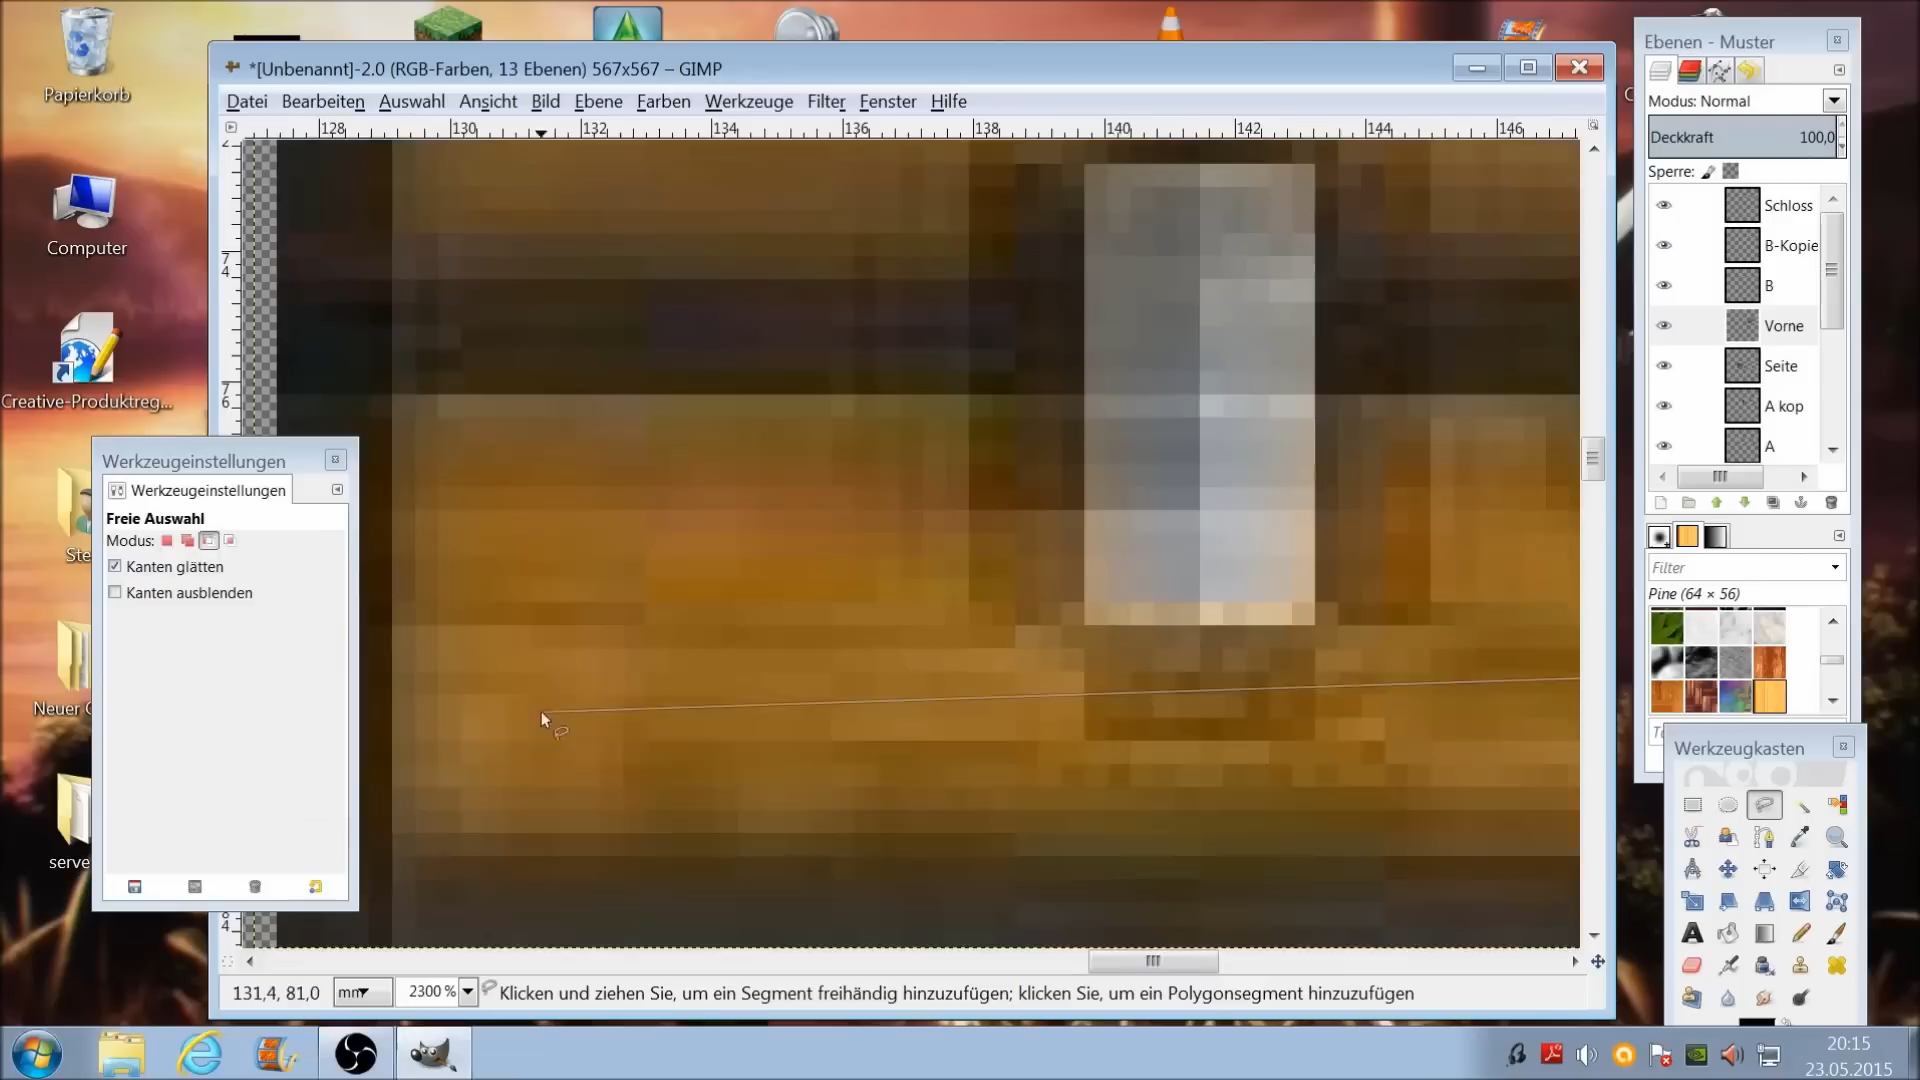 Papierkorb
Computer
Creative-Produktreg...
Ste
Neuer
serve
*[Unbenannt]-2.0 (RGB-Farben, 13 Ebenen) 567x567 – GIMP
Datei Bearbeiten Auswahl Ansicht Bild Ebene Farben Werkzeuge Filter Fenster Hilfe
128 130 132 134 136 138 140 142 144 146
74
76
84
Werkzeugeinstellungen
Werkzeugeinstellungen
Freie Auswahl
Modus:
Kanten glätten
Kanten ausblenden
131,4, 81,0 mm 2300 % Klicken und ziehen Sie, um ein Segment freihändig hinzuzufügen; klicken Sie, um ein Polygonsegment hinzuzufügen
Ebenen - Muster
Modus: Normal
Deckkraft 100,0
Sperre:
Schloss
B-Kopie
B
Vorne
Seite
A kop
A
Filter
Pine (64 × 56)
Werkzeugkasten
20:15
23.05.2015